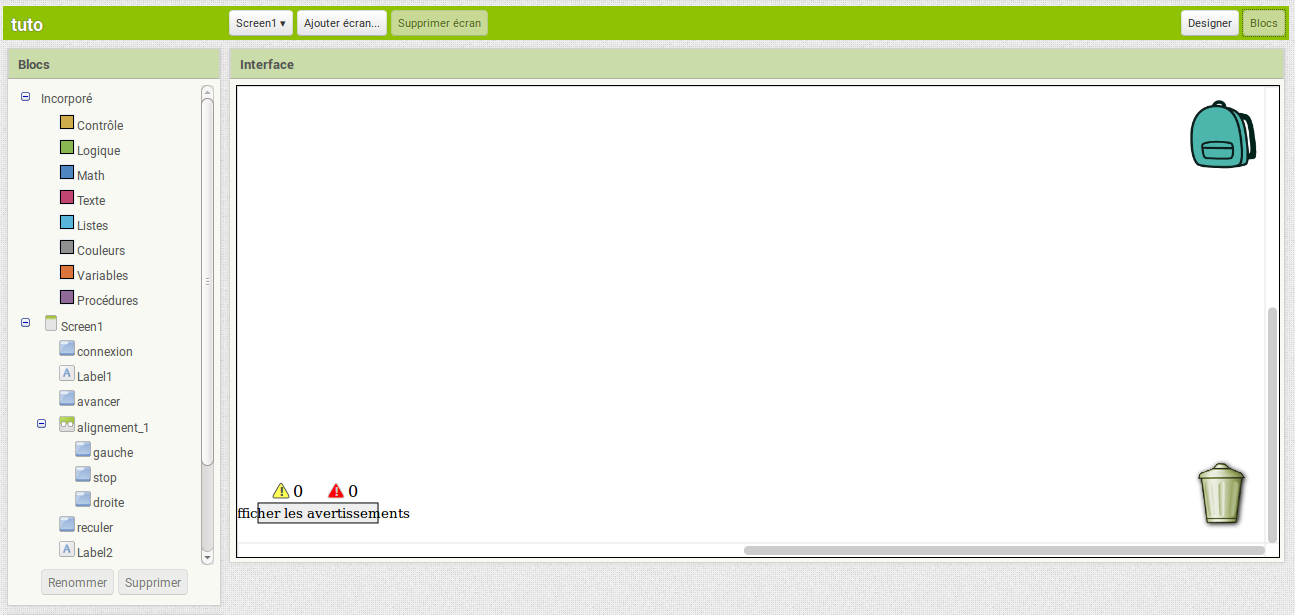 tuto
Screen1 ▾
Ajouter écran...
Supprimer écran
Designer
Blocs
Blocs
Incorporé
Contrôle
Logique
Math
Texte
Listes
Couleurs
Variables
Procédures
Screen1
connexion
A Label1
avancer
alignement_1
gauche
stop
droite
reculer
A Label2
Renommer
Supprimer
Interface
0
0
fficher les avertissements